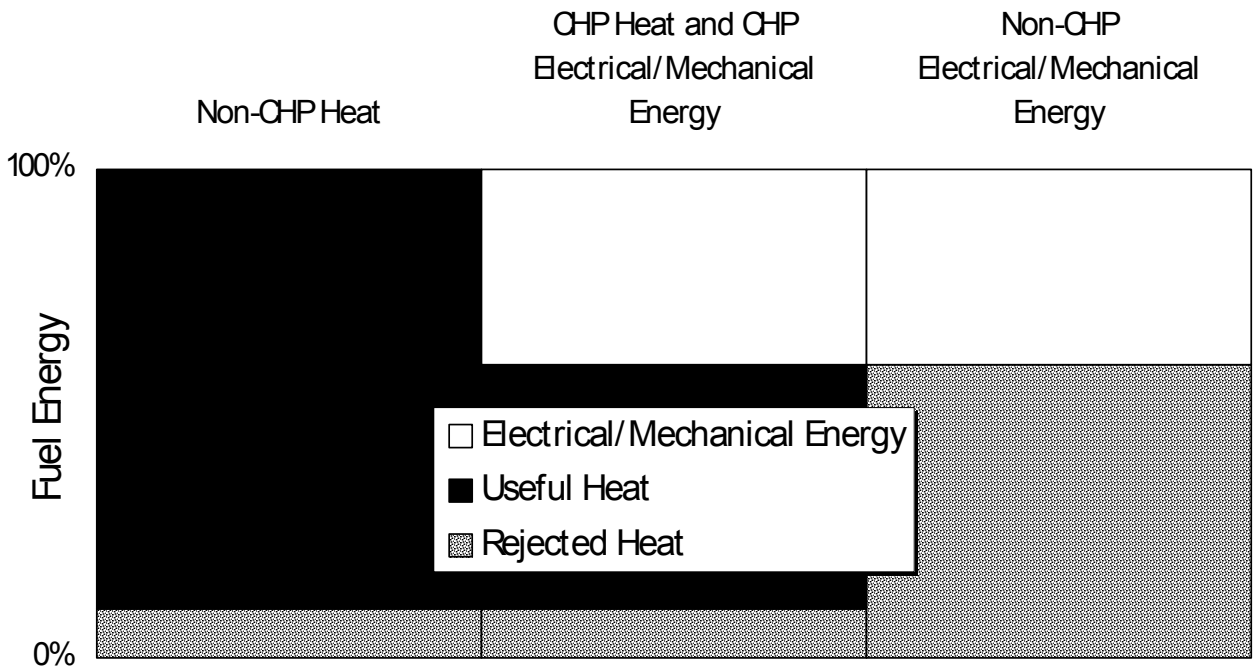 Non-CHP Heat
CHP Heat and CHP
Electrical/Mechanical
Energy
Non-CHP
Electrical/Mechanical
Energy
100%
Fuel Energy
Electrical/Mechanical Energy
Useful Heat
Rejected Heat
0%